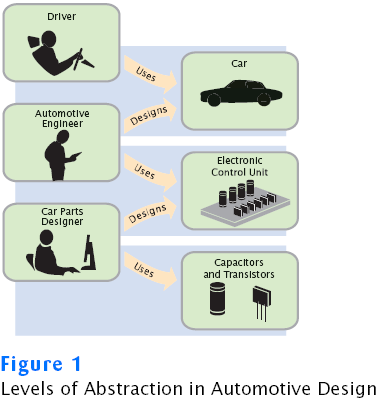 Driver
Uses
Car
Designs
Automotive
Engineer
Uses
Electronic
Control Unit
Designs
Car Parts
Designer
Uses
Capacitors
and Transistors
Figure 1
Levels of Abstraction in Automotive Design